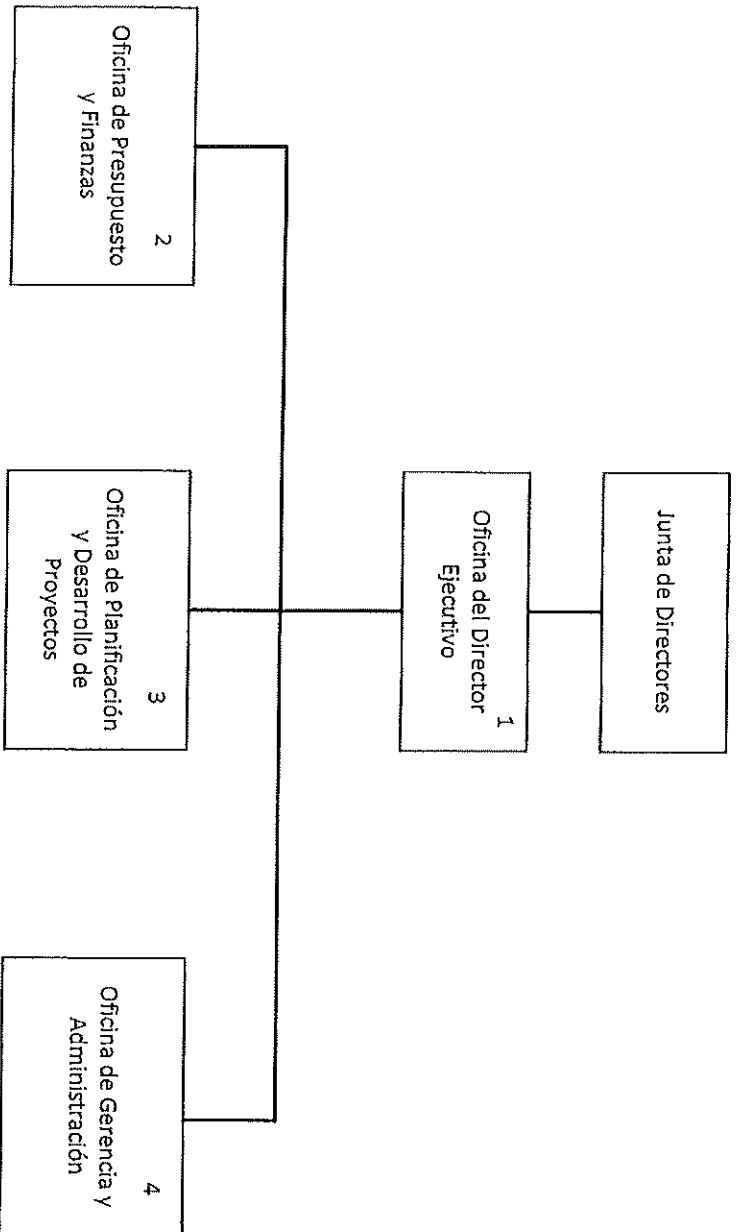 Junta de Directores
1
Oficina del Director
Ejecutivo
2
Oficina de Presupuesto
y Finanzas
3
Oficina de Planificación
y Desarrollo de
Proyectos
4
Oficina de Gerencia y
Administración